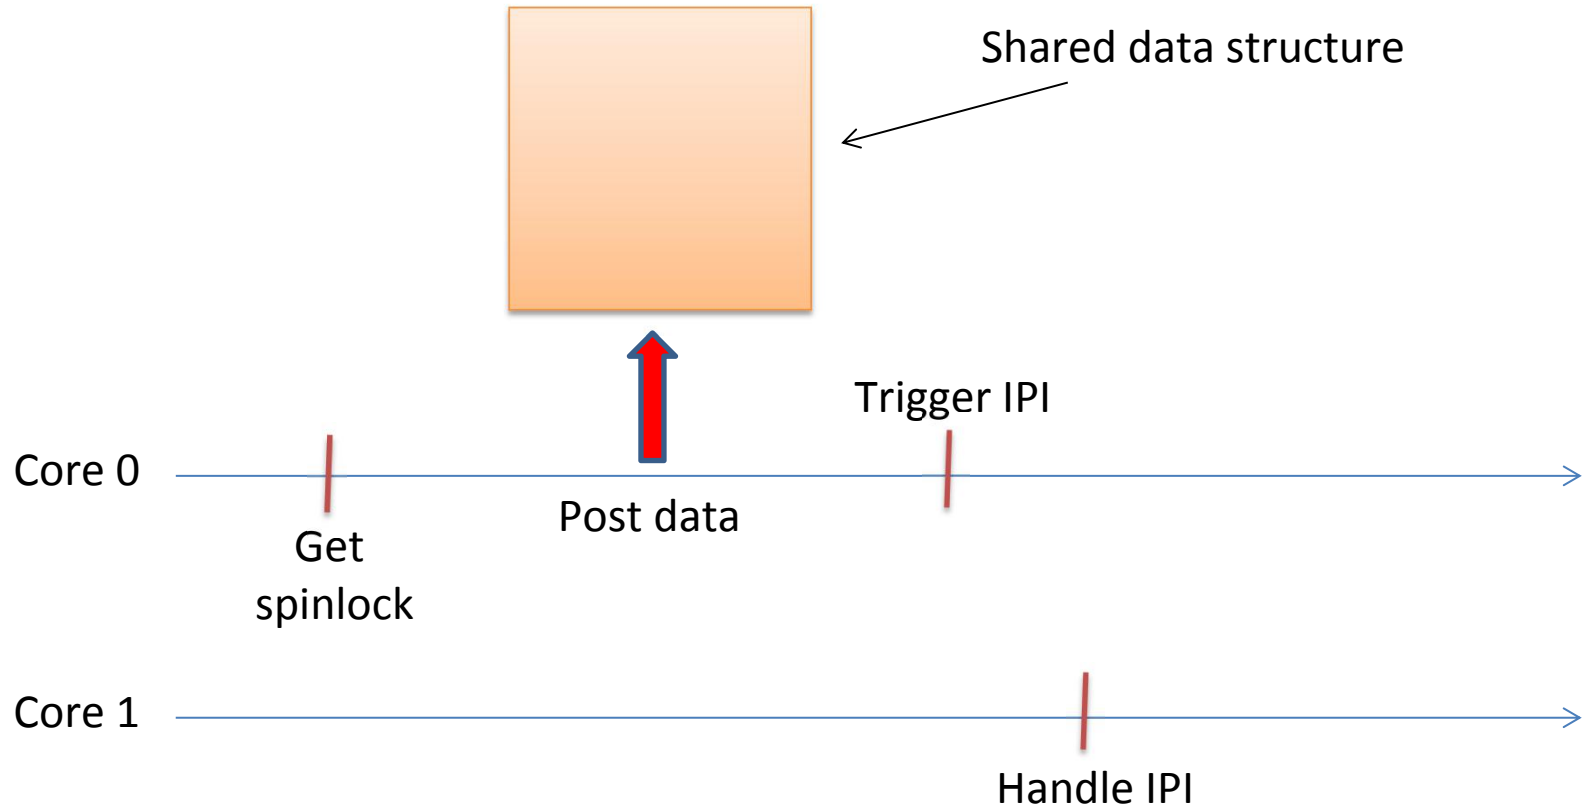 Shared data structure
Trigger IPI
Core 0
Post data
Get
spinlock
Core 1
Handle IPI